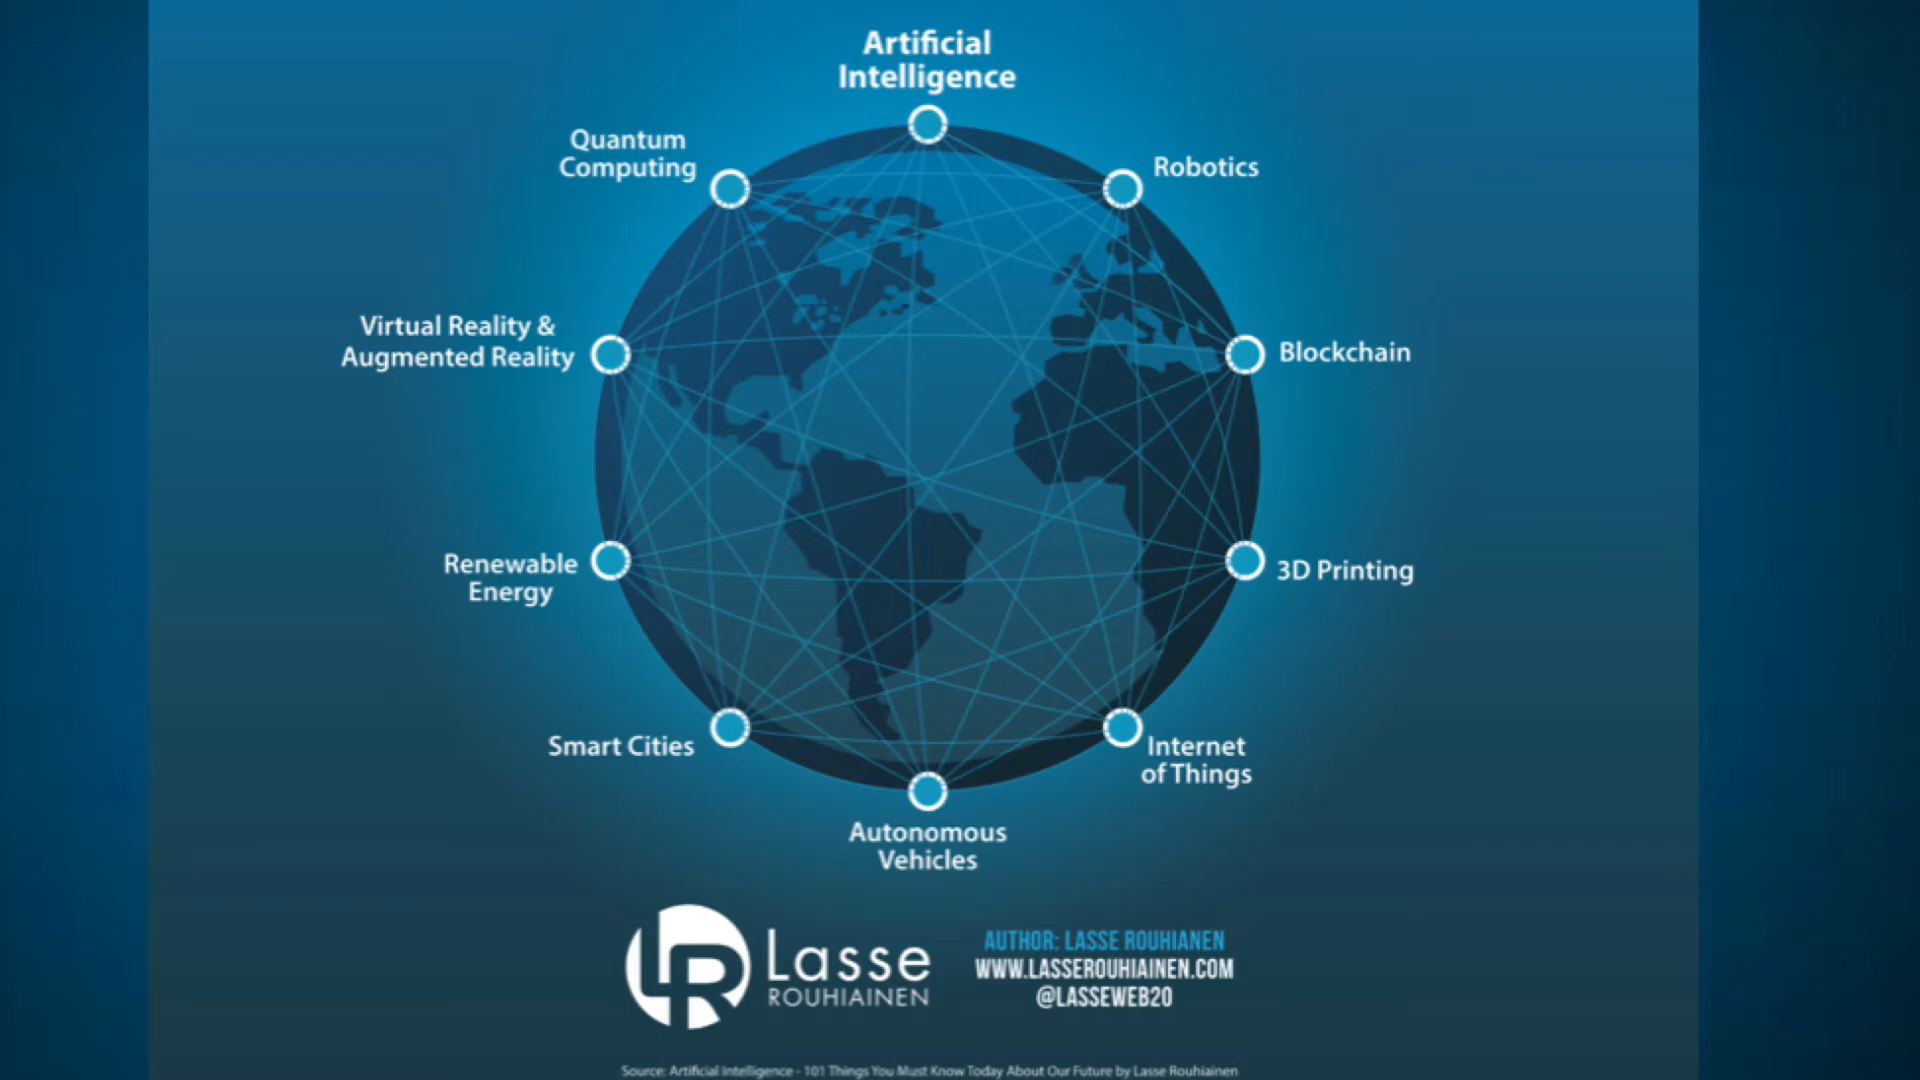 Artificial
Intelligence
Quantum
Computing
Robotics
Virtual Reality &
Augmented Reality
Blockchain
Renewable
Energy
3D Printing
Smart Cities
Internet
of Things
Autonomous
Vehicles
LR
Lasse
ROUHIAINEN
AUTHOR: LASSE ROUHIANEN
WWW.LASSEROUHIAINEN.COM
@LASSEWEB20
Source: Artificial Intelligence - 101 Things You Must Know Today About Our Future by Lasse Rouhiainen